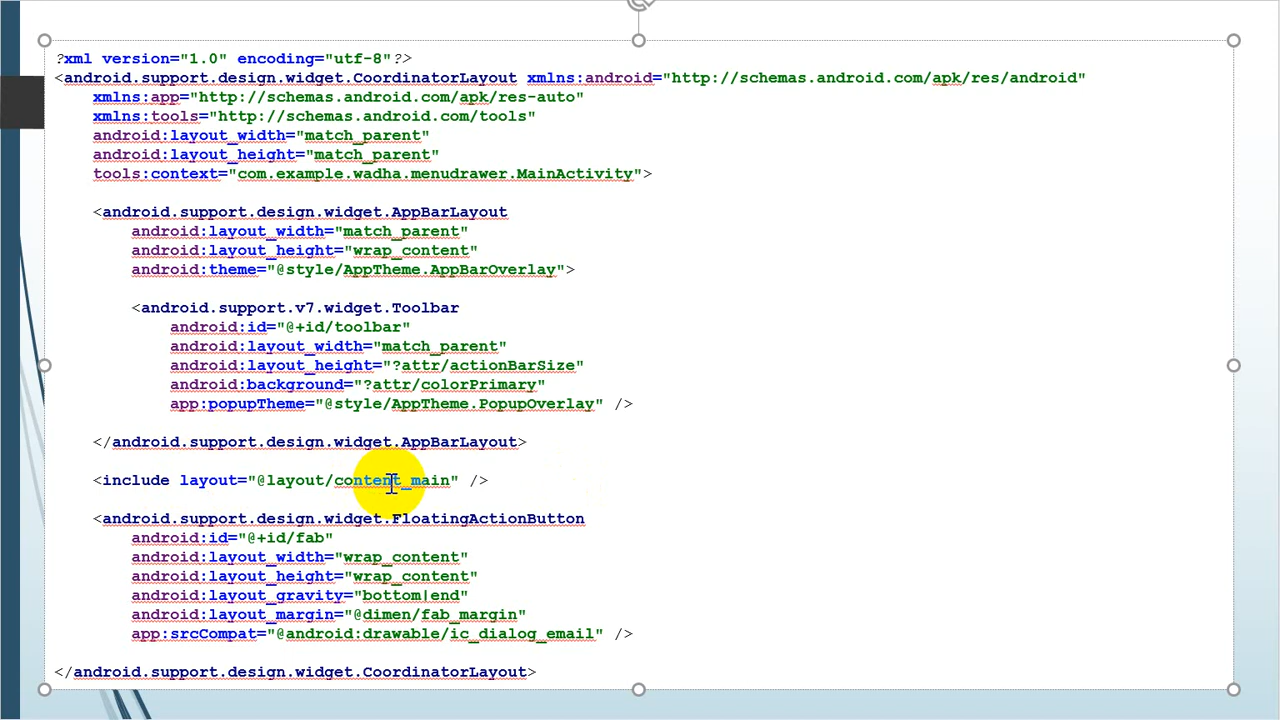 ?xml version="1.0" encoding="utf-8"?>
<android.support.design.widget.CoordinatorLayout xmlns:android="http://schemas.android.com/apk/res/android"
xmlns:app="http://schemas.android.com/apk/res-auto"
xmlns:tools="http://schemas.android.com/tools"
android:layout_width="match_parent"
android:layout_height="match_parent"
tools:context="com.example.wadha.menudrawer.MainActivity">
<android.support.design.widget.AppBarLayout
android:layout_width="match_parent"
android:layout_height="wrap_content"
android:theme="@style/AppTheme.AppBarOverlay">
<android.support.v7.widget.Toolbar
android:id="@+id/toolbar"
android:layout_width="match_parent"
android:layout_height="?attr/actionBarSize"
android:background="?attr/colorPrimary"
app:popupTheme="@style/AppTheme.PopupOverlay" />
</android.support.design.widget.AppBarLayout>
<include layout="@layout/content_main" />
<android.support.design.widget.FloatingActionButton
android:id="@+id/fab"
android:layout_width="wrap_content"
android:layout_height="wrap_content"
android:layout_gravity="bottom|end"
android:layout_margin="@dimen/fab_margin"
app:srcCompat="@android:drawable/ic_dialog_email" />
</android.support.design.widget.CoordinatorLayout>